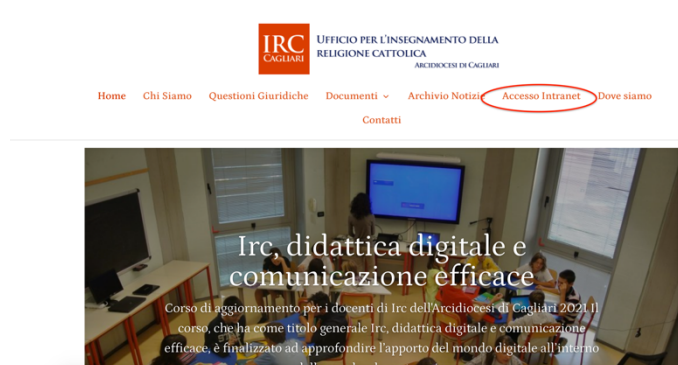 IRC
CAGLIARI
UFFICIO PER L'INSEGNAMENTO DELLA
RELIGIONE CATTOLICA
ARCIDIOCESI DI CAGLIARI
Home Chi Siamo Questioni Giuridiche Documenti Archivio Notizie Accesso Intranet Dove siamo
Contatti
Irc, didattica digitale e
comunicazione efficace
Corso di aggiornamento per i docenti di Irc dell'Arcidiocesi di Cagliari 2021 Il
corso, che ha come titolo generale Irc, didattica digitale e comunicazione
efficace, è finalizzato ad approfondire l'apporto del mondo digitale all'interno